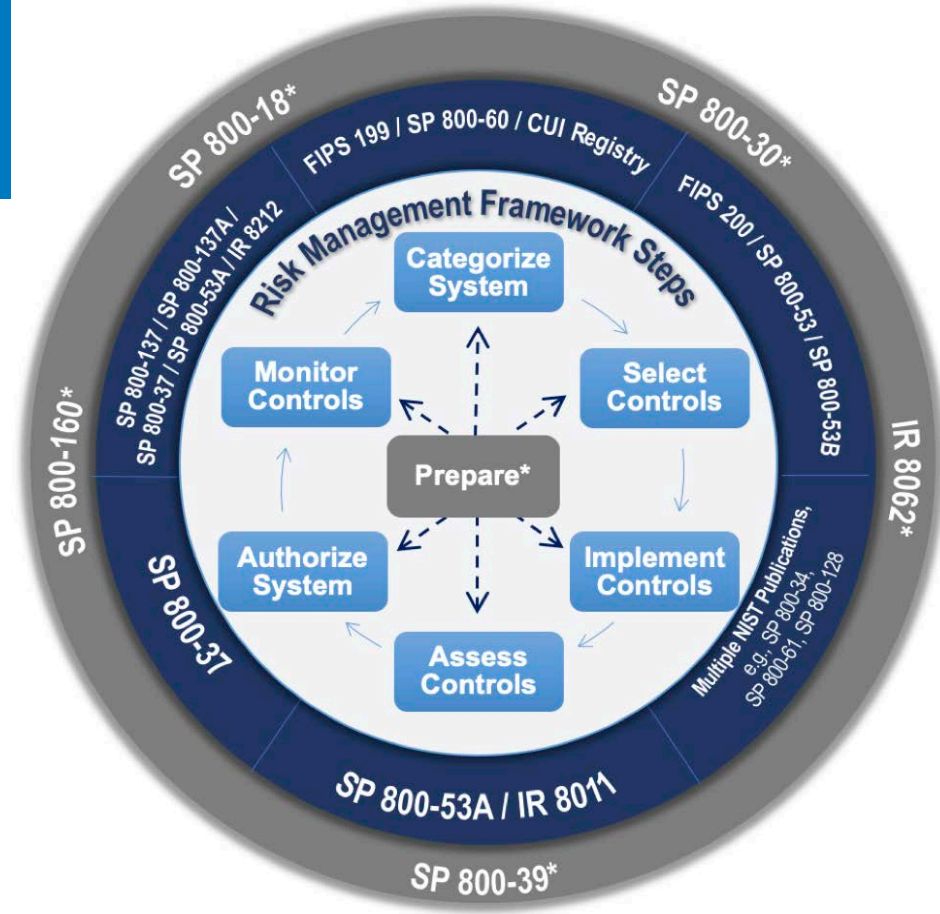 SP 800-18*
SP 800-30*
IR 8062*
SP 800-39*
SP 800-160*
FIPS 199 / SP 800-60 / CUI Registry
FIPS 200 / SP 800-53 / SP 800-53B
Multiple NIST Publications,
e.g., SP 800-34,
SP 800-61, SP 800-128
SP 800-53A / IR 8011
SP 800-37
SP 800-137 / SP 800-137A /
SP 800-37 / SP 800-53A / IR 8212
Risk Management Framework Steps
Categorize
System
Select
Controls
Implement
Controls
Assess
Controls
Authorize
System
Monitor
Controls
Prepare*